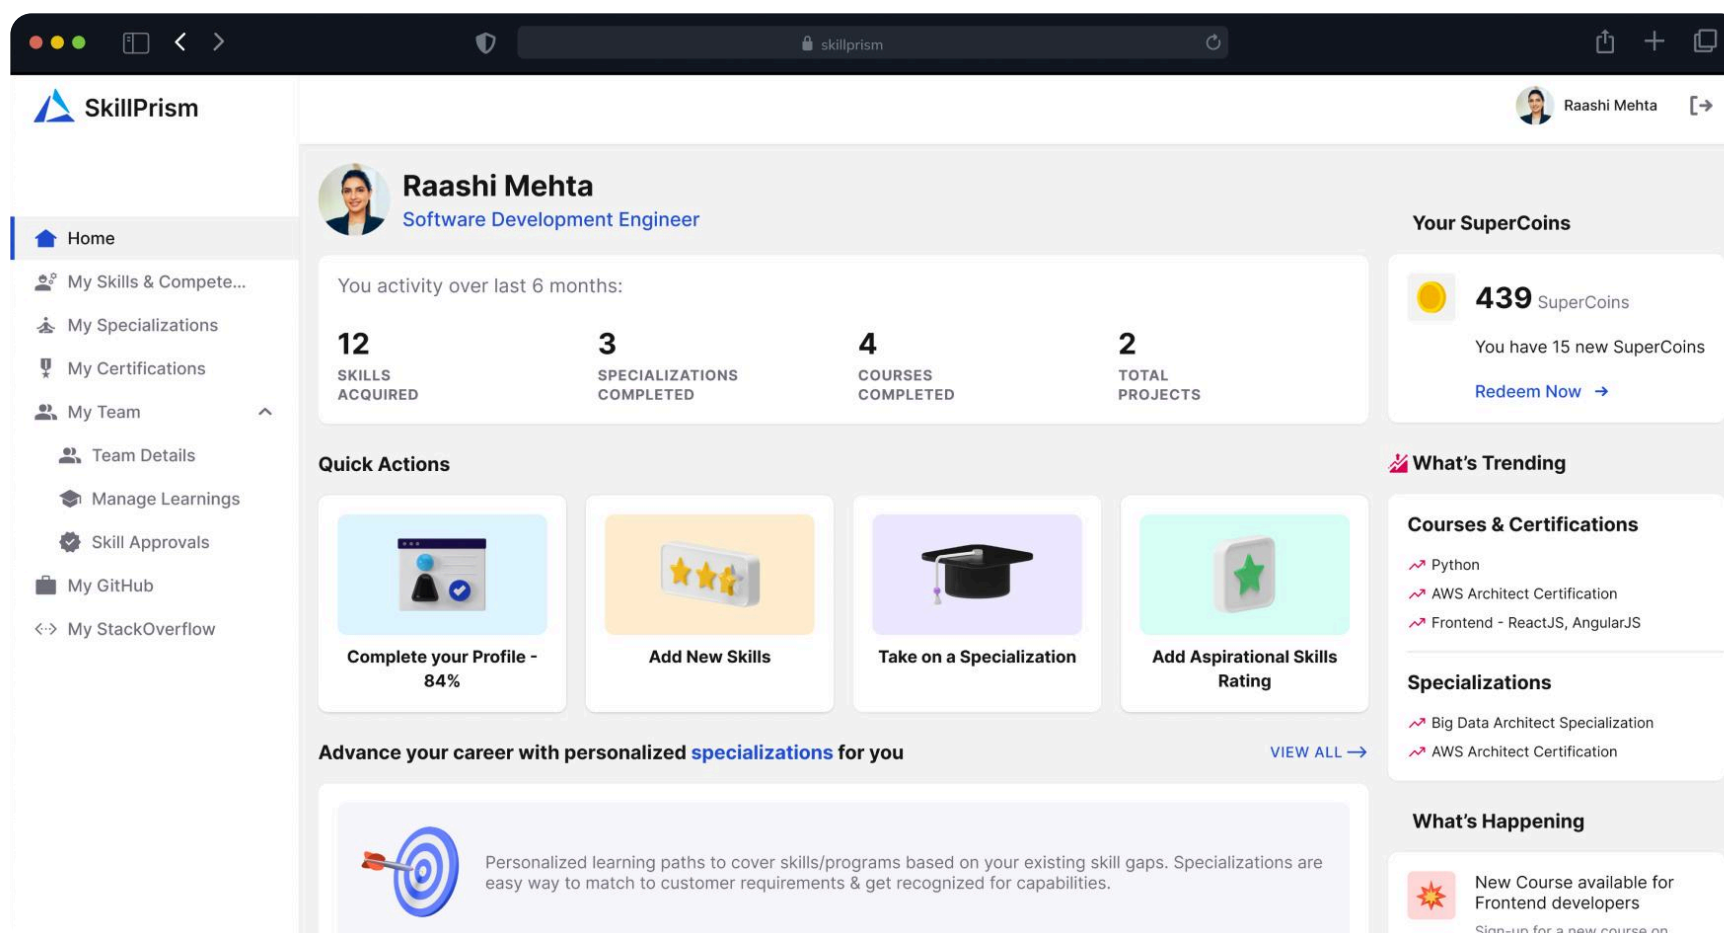 skillprism
SkillPrism
Raashi Mehta
Home
My Skills & Compete...
My Specializations
My Certifications
My Team
Team Details
Manage Learnings
Skill Approvals
My GitHub
My StackOverflow
Raashi Mehta
Software Development Engineer
You activity over last 6 months:
12
SKILLS
ACQUIRED
3
SPECIALIZATIONS
COMPLETED
4
COURSES
COMPLETED
2
TOTAL
PROJECTS
Quick Actions
Complete your Profile -
84%
Add New Skills
Take on a Specialization
Add Aspirational Skills
Rating
Advance your career with personalized specializations for you
VIEW ALL
Personalized learning paths to cover skills/programs based on your existing skill gaps. Specializations are
easy way to match to customer requirements & get recognized for capabilities.
Your SuperCoins
439 SuperCoins
You have 15 new SuperCoins
Redeem Now
What's Trending
Courses & Certifications
Python
AWS Architect Certification
Frontend - ReactJS, AngularJS
Specializations
Big Data Architect Specialization
AWS Architect Certification
What's Happening
New Course available for
Frontend developers
Sign-up for a new course on